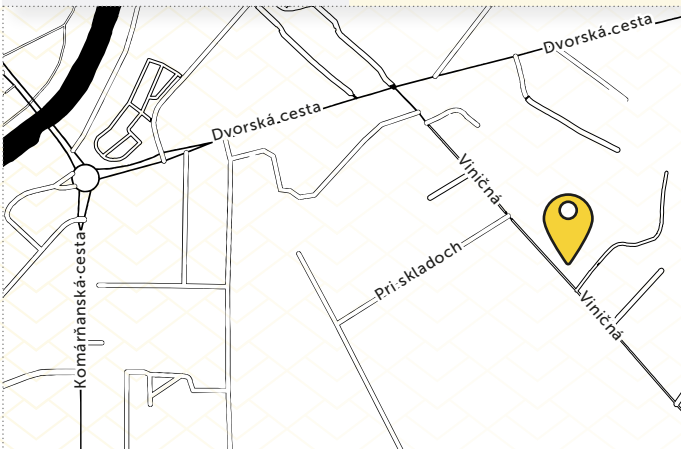 Dvorská cesta
Dvorská cesta
Viničná
Pri skladoch
Viničná
Komárňanská cesta